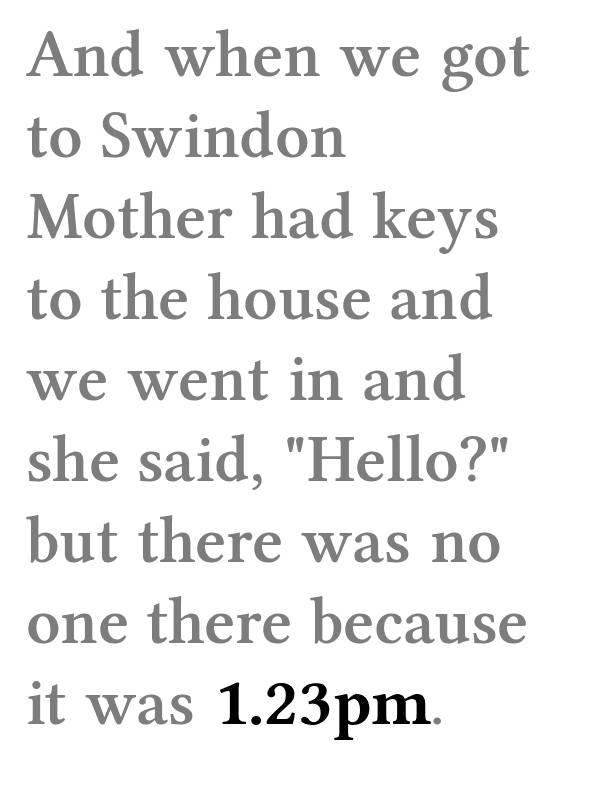 And when we got
to Swindon
Mother had keys
to the house and
we went in and
she said, "Hello?"
but there was no
one there because
it was 1.23pm.